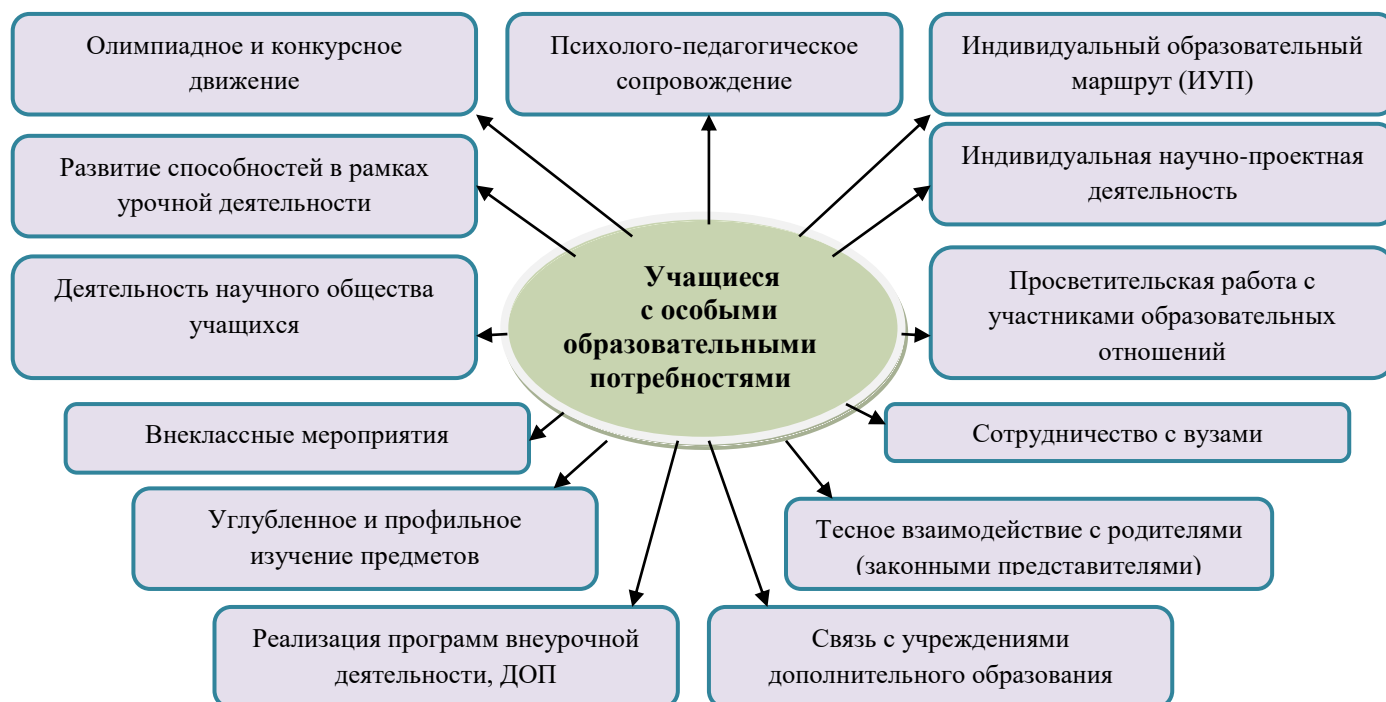 Олимпиадное и конкурсное
движение
Психолого-педагогическое
сопровождение
Индивидуальный образовательный
маршрут (ИУП)
Развитие способностей в рамках
урочной деятельности
Индивидуальная научно-проектная
деятельность
Деятельность научного общества
учащихся
Учащиеся
с особыми
образовательными
потребностями
Просветительская работа с
участниками образовательных
отношений
Внеклассные мероприятия
Сотрудничество с вузами
Углубленное и профильное
изучение предметов
Тесное взаимодействие с родителями
(законными представителями)
Реализация программ внеурочной
деятельности, ДОП
Связь с учреждениями
дополнительного образования